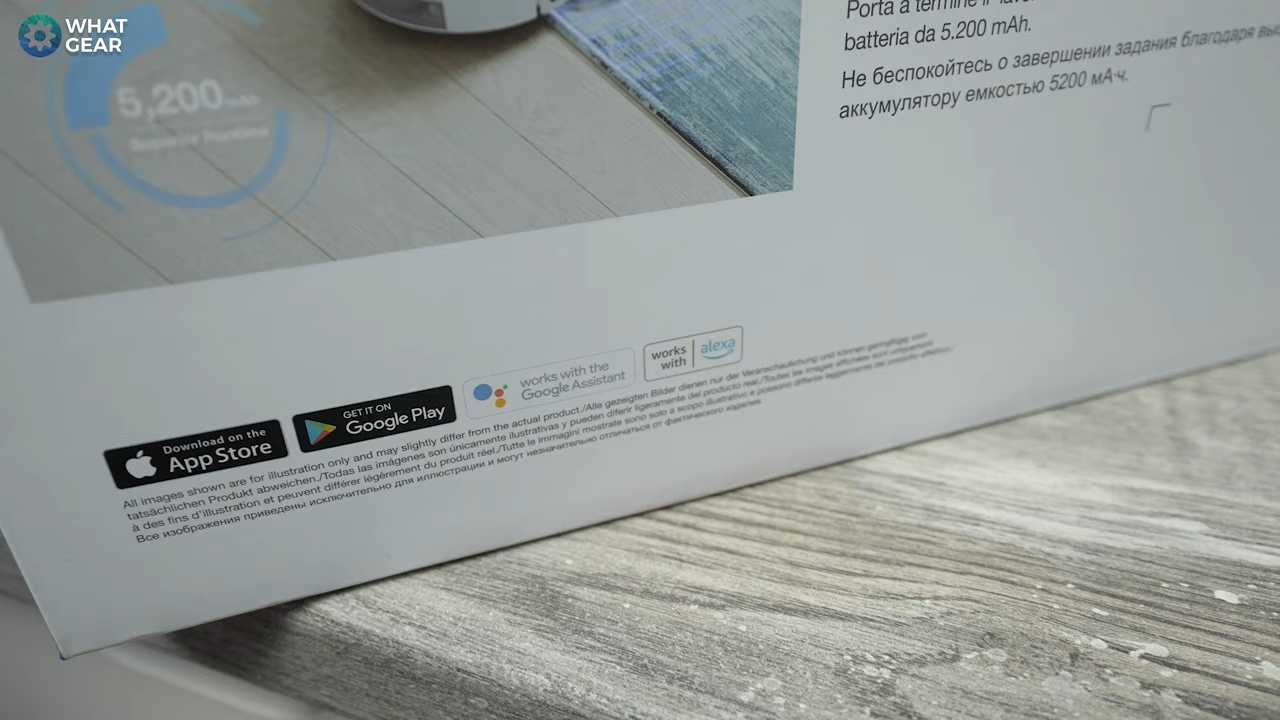 WHAT
GEAR
5,200 mAh
Superior Runtime
Porta a termine il
batteria da 5.200 mAh.
Не беспокойтесь о завершении задания благодаря
аккумулятору емкостью 5200 мА·ч.
Download on the
App Store
GET IT ON
Google Play
works with the
Google Assistant
works
with
alexa
All images shown are for illustration only and may slightly differ from the actual product./Alle gezeigten Bilder dienen nur der Veranschaulichung und können geringfügig vom
tatsächlichen Produkt abweichen./Todas las imágenes son únicamente ilustrativas y pueden diferir ligeramente del producto real./Toutes les images affichées sont uniquement
à des fins d'illustration et peuvent différer légèrement du produit réel./Tutte le immagini mostrate sono solo a scopo illustrativo e possono differire leggermente dal prodotto effettivo./
Все изображения приведены исключительно для иллюстрации и могут незначительно отличаться от фактического изделия.